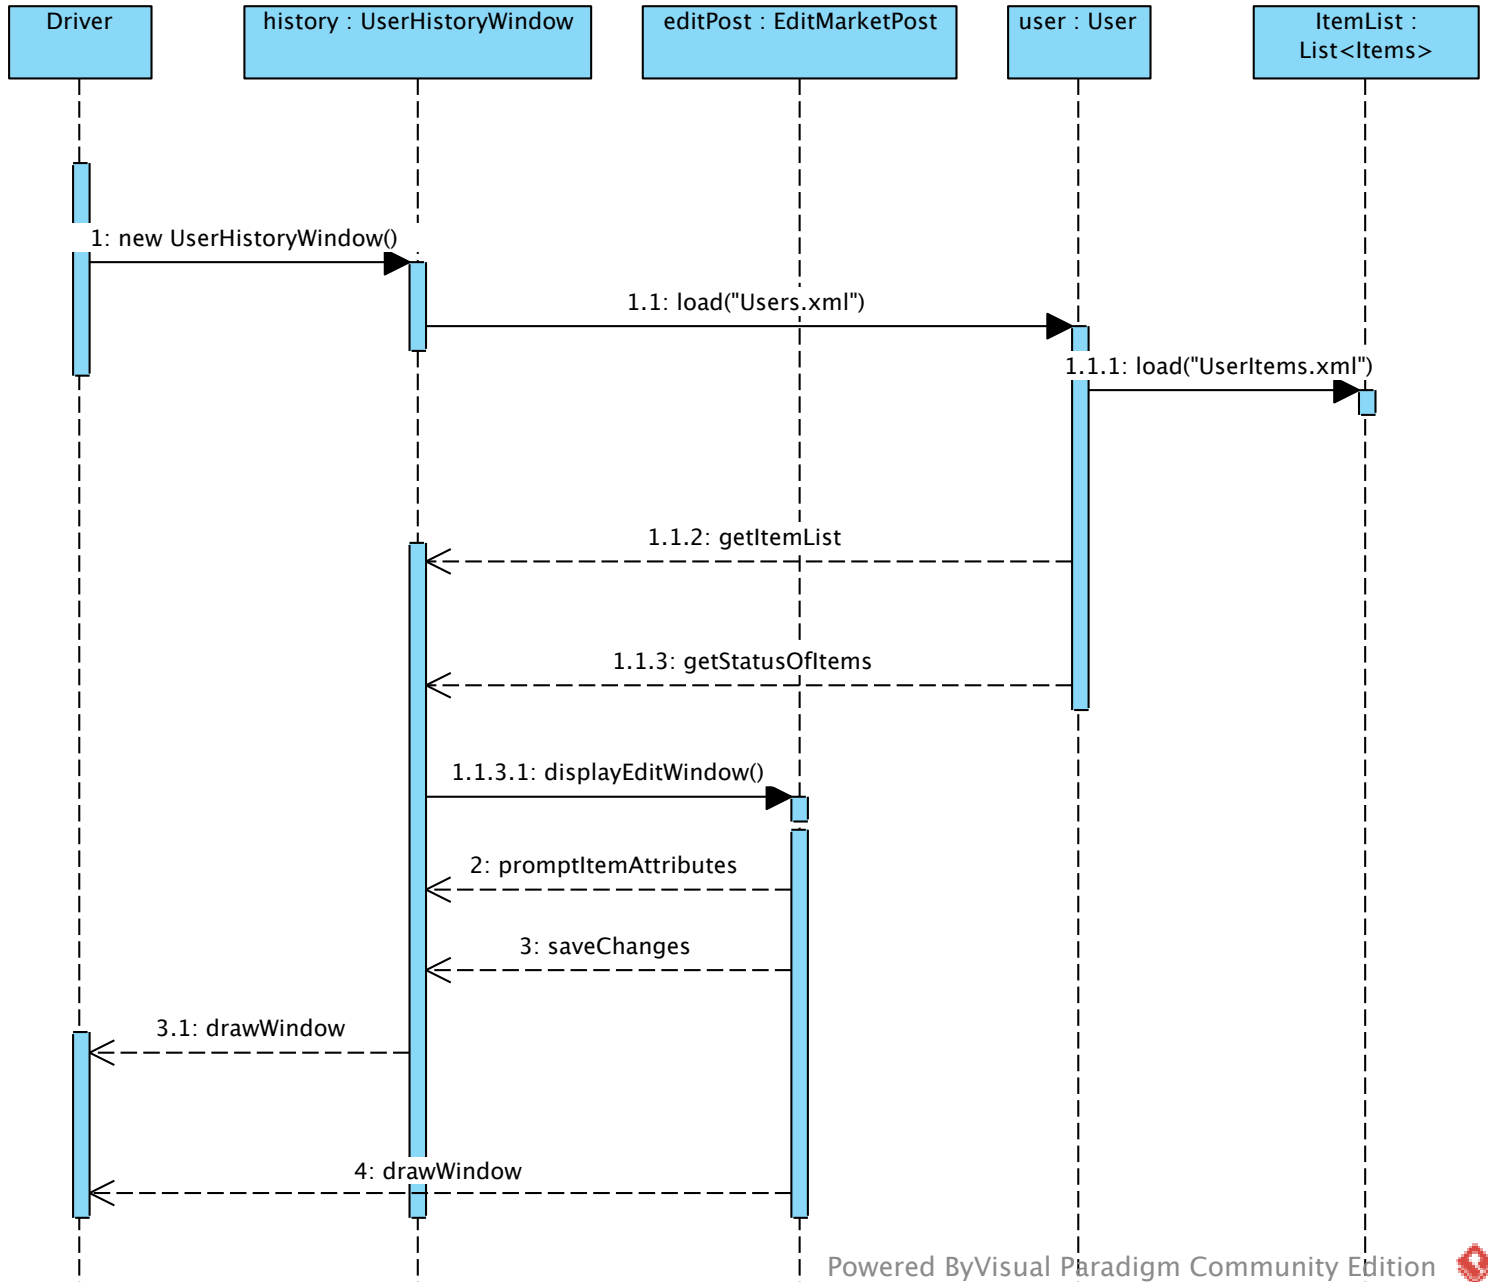 Driver
history : UserHistoryWindow
editPost : EditMarketPost
user : User
ItemList :
List<Items>
1: new UserHistoryWindow()
1.1: load("Users.xml")
1.1.1: load("UserItems.xml")
1.1.2: getItemList
1.1.3: getStatusOfItems
1.1.3.1: displayEditWindow()
2: promptItemAttributes
3: saveChanges
3.1: drawWindow
4: drawWindow
Powered ByVisual Paradigm Community Edition